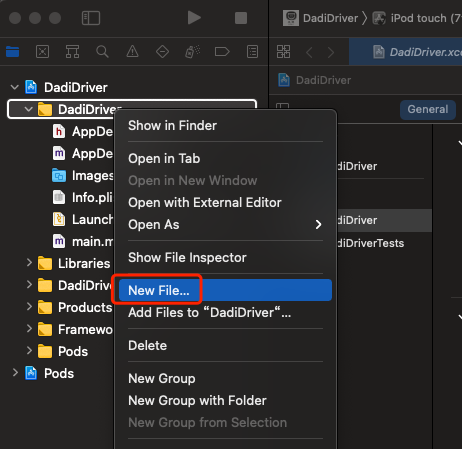 DadiDriver
iPod touch (7
DadiDriver.xco
DadiDriver
DadiDriver
DadiDriver
General
AppDe
AppDe
Images
Info.pli
Launch
main.m
Libraries
DadiDrive
Products
Framewo
Pods
Pods
Show in Finder
Open in Tab
Open in New Window
Open with External Editor
Open As
Show File Inspector
New File...
Add Files to “DadiDriver“...
Delete
New Group
New Group with Folder
New Group from Selection
diDriver
diDriver
diDriverTests